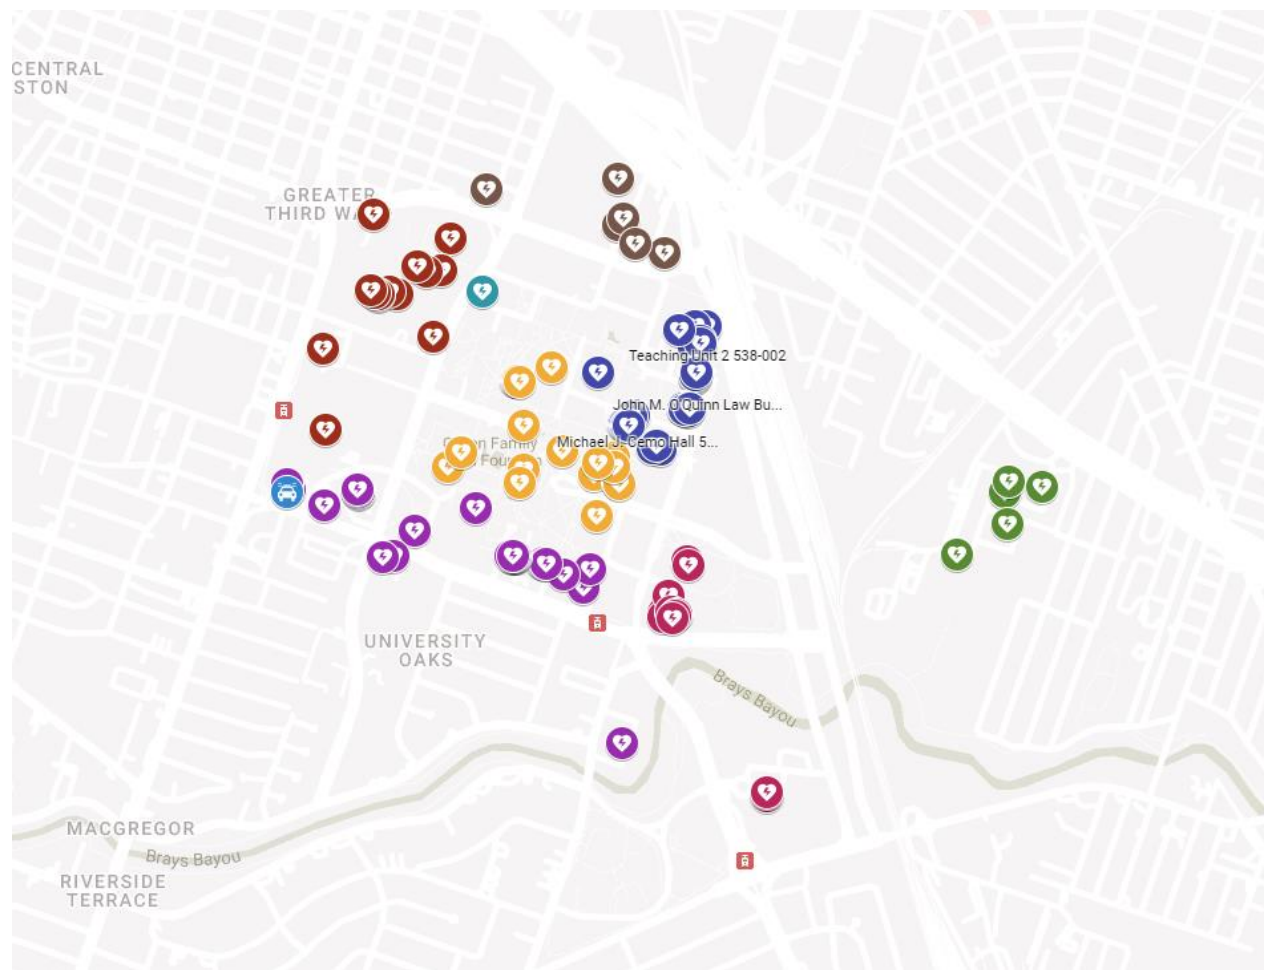 CENTRAL
STON
GREATER
THIRD WA
Teaching Unit 2 538-002
John M. O'Quinn Law Bu...
Michael J. Cemo Hall 5...
Family
UNIVERSITY
OAKS
Brays Bayou
MACGREGOR
Brays Bayou
RIVERSIDE
TERRACE